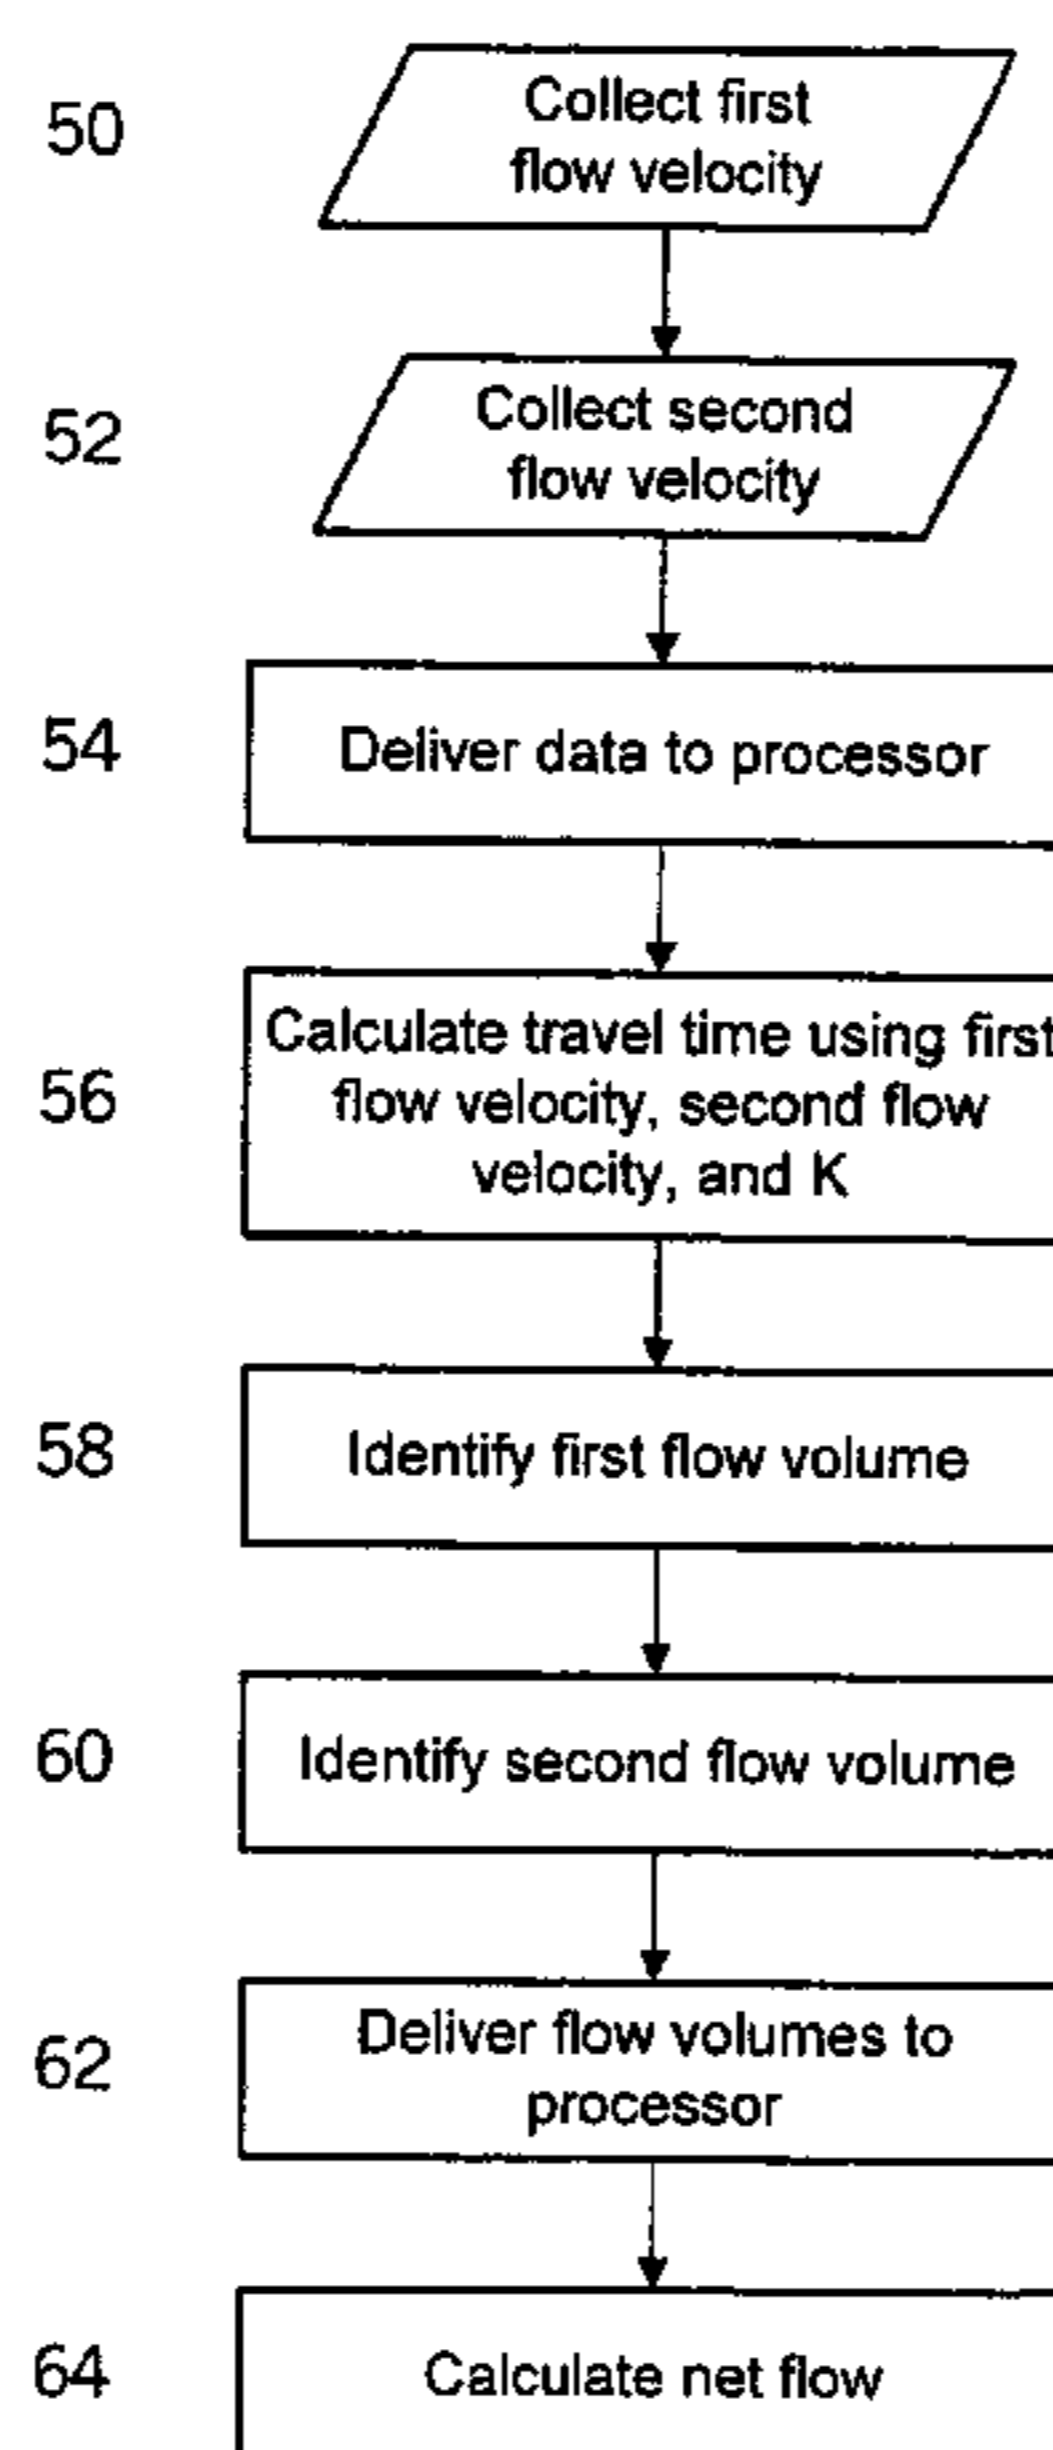 50
Collect first
flow velocity
52
Collect second
flow velocity
54
Deliver data to processor
56
Calculate travel time using first
flow velocity, second flow
velocity, and K
58
Identify first flow volume
60
Identify second flow volume
62
Deliver flow volumes to
processor
64
Calculate net flow